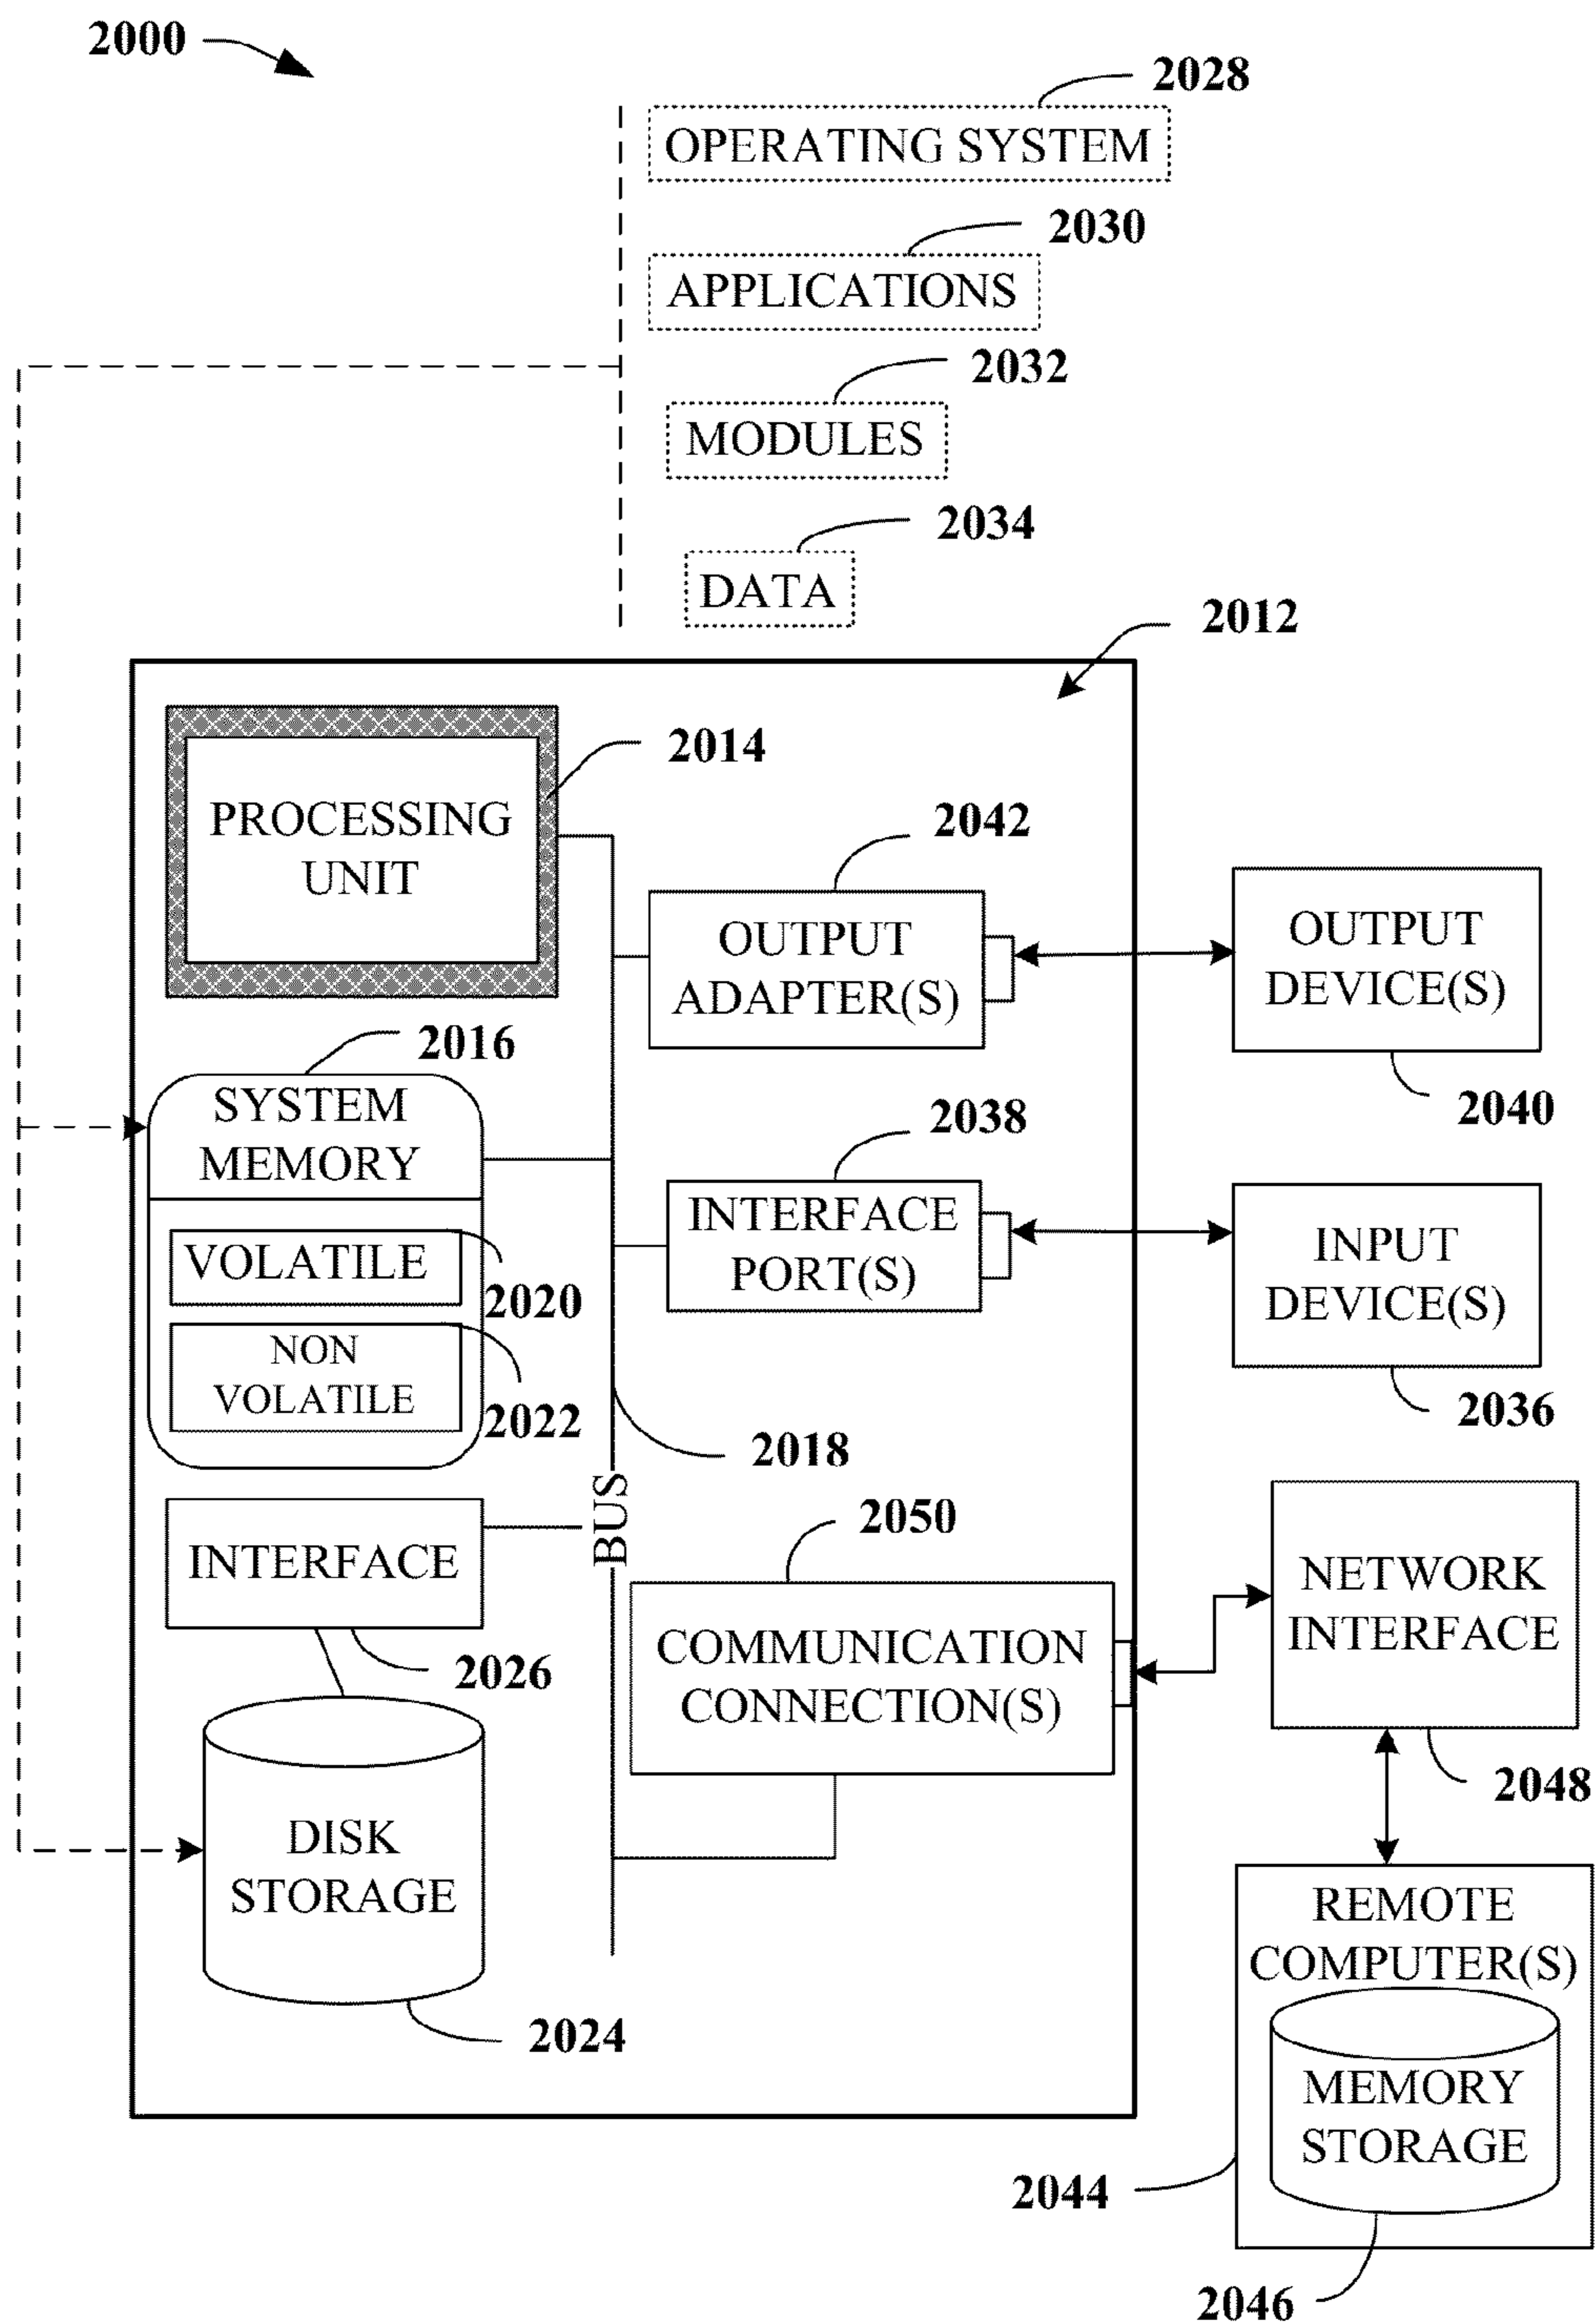 2000
2028
OPERATING SYSTEM
2030
APPLICATIONS
2032
MODULES
2034
DATA
2012
2014
PROCESSING
UNIT
2042
OUTPUT
ADAPTER(S)
OUTPUT
DEVICE(S)
2040
2016
SYSTEM
MEMORY
2038
INTERFACE
PORT(S)
INPUT
DEVICE(S)
2036
VOLATILE
2020
NON
VOLATILE
2022
2018
BUS
INTERFACE
2026
2050
COMMUNICATION
CONNECTION(S)
NETWORK
INTERFACE
2048
DISK
STORAGE
2024
REMOTE
COMPUTER(S)
MEMORY
STORAGE
2044
2046